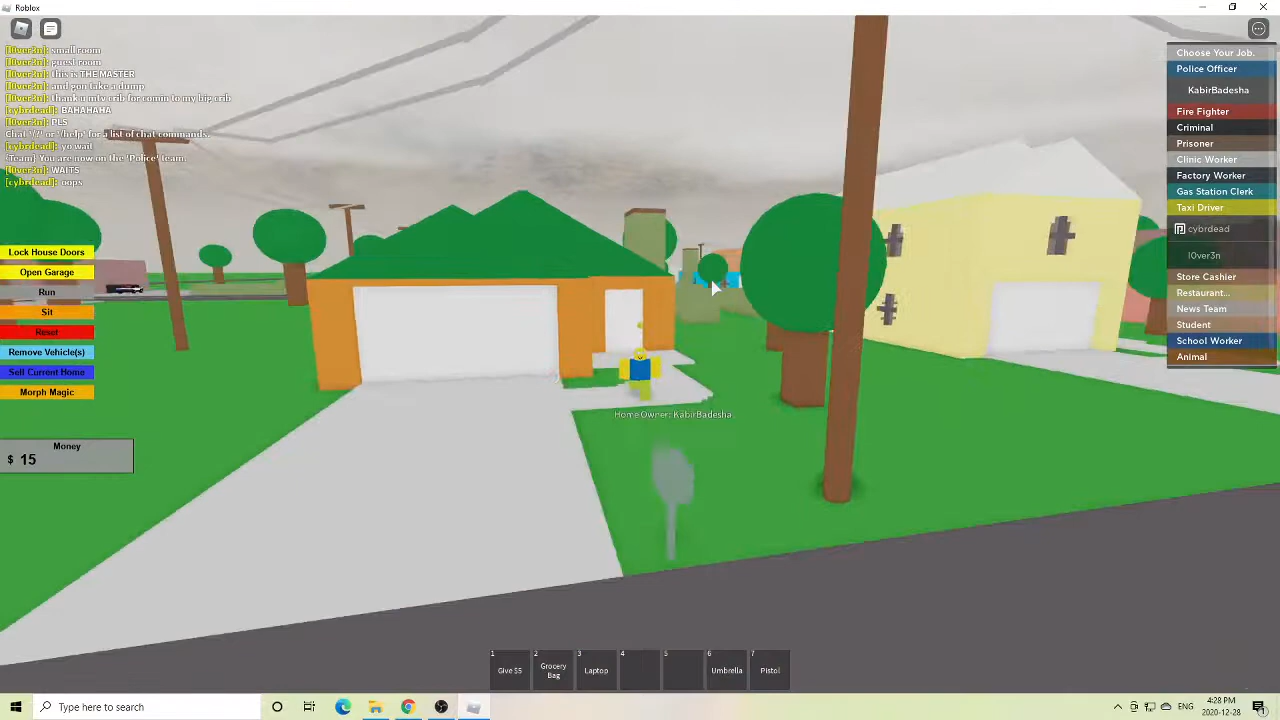 Roblox
[l0ver3n]: small room
[l0ver3n]: guest room
[l0ver3n]: this is THE MASTER
[l0ver3n]: and gon take a dump
[l0ver3n]: thank u mtv crib for comin to my big crib
[cybrdead]: BAHAHAHA
[l0ver3n]: PLS
Chat '/?' or '/help' for a list of chat commands.
[cybrdead]: yo wait
[Team] You are now on the 'Police' team.
[l0ver3n]: WAITS
[cybrdead]: oops
Lock House Doors
Open Garage
Run
Sit
Reset
Remove Vehicle(s)
Sell Current Home
Morph Magic
Money
$ 15
Choose Your Job.
Police Officer
KabirBadesha
Fire Fighter
Criminal
Prisoner
Clinic Worker
Factory Worker
Gas Station Clerk
Taxi Driver
cybrdead
l0ver3n
Store Cashier
Restaurant...
News Team
Student
School Worker
Animal
Home Owner: KabirBadesha
1 Give $5
2 Grocery Bag
3 Laptop
4
5
6 Umbrella
7 Pistol
Type here to search
ENG
4:28 PM
2020-12-28